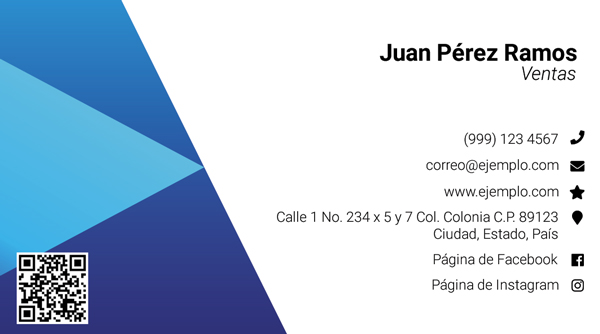 Juan Pérez Ramos
Ventas
(999) 123 4567
correo@ejemplo.com
www.ejemplo.com
Calle 1 No. 234 x 5 y 7 Col. Colonia C.P. 89123
Ciudad, Estado, País
Página de Facebook
Página de Instagram